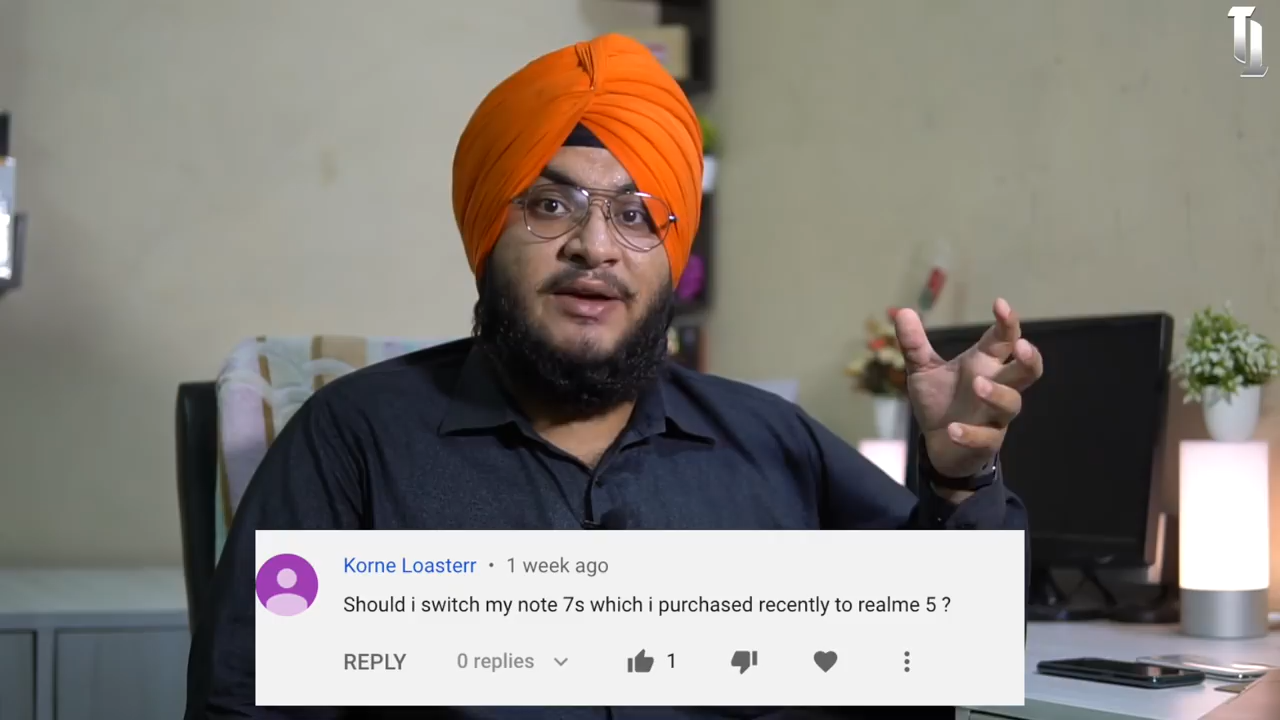 TL
Korne Loasterr • 1 week ago
Should i switch my note 7s which i purchased recently to realme 5 ?
REPLY 0 replies 1